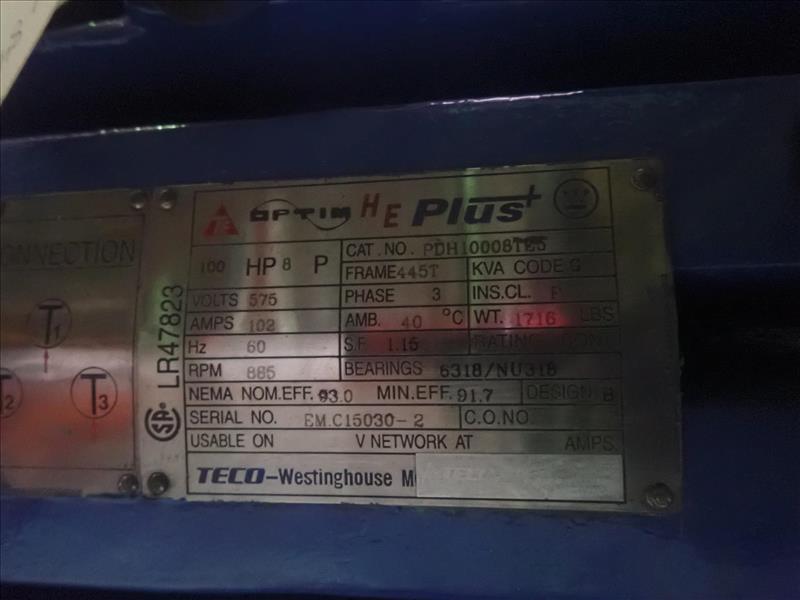 OPTIM HE Plus+
100 HP 8 P
CAT. NO. PDH10008TE5
FRAME 445T KVA CODE G
VOLTS 575 PHASE 3 INS.CL. F
AMPS 102 AMB. 40 °C WT. 1716 LBS
Hz 60 S.F. 1.15 RATING CONT
RPM 885 BEARINGS 6318/NU318
NEMA NOM.EFF. 93.0 MIN.EFF. 91.7 DESIGN B
SERIAL NO. EM.C15030-2 C.O.NO.
USABLE ON V NETWORK AT AMPS.
TECO-Westinghouse M
LR47823
CONNECTION
T1
T2
T3